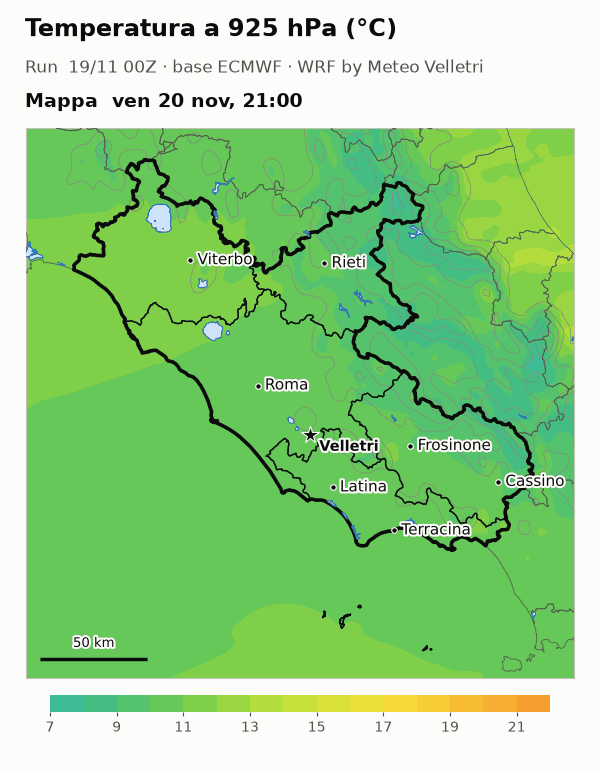 Temperatura a 925 hPa (°C)
Run  19/11 00Z · base ECMWF · WRF by Meteo Velletri
Mappa  ven 20 nov, 21:00
Viterbo
Rieti
Roma
Velletri
Frosinone
Latina
Cassino
Terracina
50 km
7 9 11 13 15 17 19 21